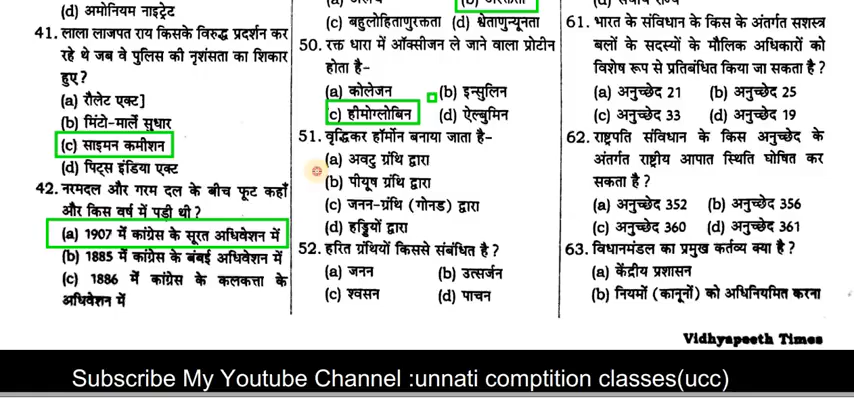 (d) अमोनियम नाइट्रेट
41. लाला लाजपत राय किसके विरुद्ध प्रदर्शन कर
रहे थे जब वे पुलिस की नृशंसता का शिकार
हुए ?
(a) रौलेट एक्ट]
(b) मिंटो-मार्ले सुधार
(c) साइमन कमीशन
(d) पिट्स इंडिया एक्ट
42. नरमदल और गरम दल के बीच फूट कहाँ
और किस वर्ष में पड़ी थी ?
(a) 1907 में कांग्रेस के सूरत अधिवेशन में
(b) 1885 में कांग्रेस के बंबई अधिवेशन में
(c) 1886 में कांग्रेस के कलकत्ता के
अधिवेशन में
(c) बहुलोहिताणुरक्तता (d) श्वेताणुन्यूनता
50. रक्त धारा में ऑक्सीजन ले जाने वाला प्रोटीन
होता है-
(a) कोलेजन (b) इन्सुलिन
(c) हीमोग्लोबिन (d) ऐल्बुमिन
51. वृद्धिकर हॉर्मोन बनाया जाता है-
(a) अवटु ग्रंथि द्वारा
(b) पीयूष ग्रंथि द्वारा
(c) जनन-ग्रंथि (गोनड) द्वारा
(d) हड्डियों द्वारा
52. हरित ग्रंथियों किससे संबंधित है ?
(a) जनन (b) उत्सर्जन
(c) श्वसन (d) पाचन
61. भारत के संविधान के किस के अंतर्गत सशस्त्र
बलों के सदस्यों के मौलिक अधिकारों को
विशेष रूप से प्रतिबंधित किया जा सकता है ?
(a) अनुच्छेद 21 (b) अनुच्छेद 25
(c) अनुच्छेद 33 (d) अनुच्छेद 19
62. राष्ट्रपति संविधान के किस अनुच्छेद के
अंतर्गत राष्ट्रीय आपात स्थिति घोषित कर
सकता है ?
(a) अनुच्छेद 352 (b) अनुच्छेद 356
(c) अनुच्छेद 360 (d) अनुच्छेद 361
63. विधानमंडल का प्रमुख कर्तव्य क्या है ?
(a) केंद्रीय प्रशासन
(b) नियमों (कानूनों) को अधिनियमित करना
Vidhyapeeth Times
Subscribe My Youtube Channel :unnati comptition classes(ucc)